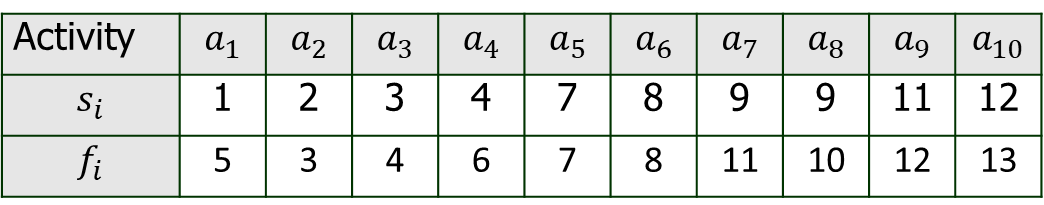 Activity a₁ a₂ a₃ a₄ a₅ a₆ a₇ a₈ a₉ a₁₀
sᵢ 1 2 3 4 7 8 9 9 11 12
fᵢ 5 3 4 6 7 8 11 10 12 13